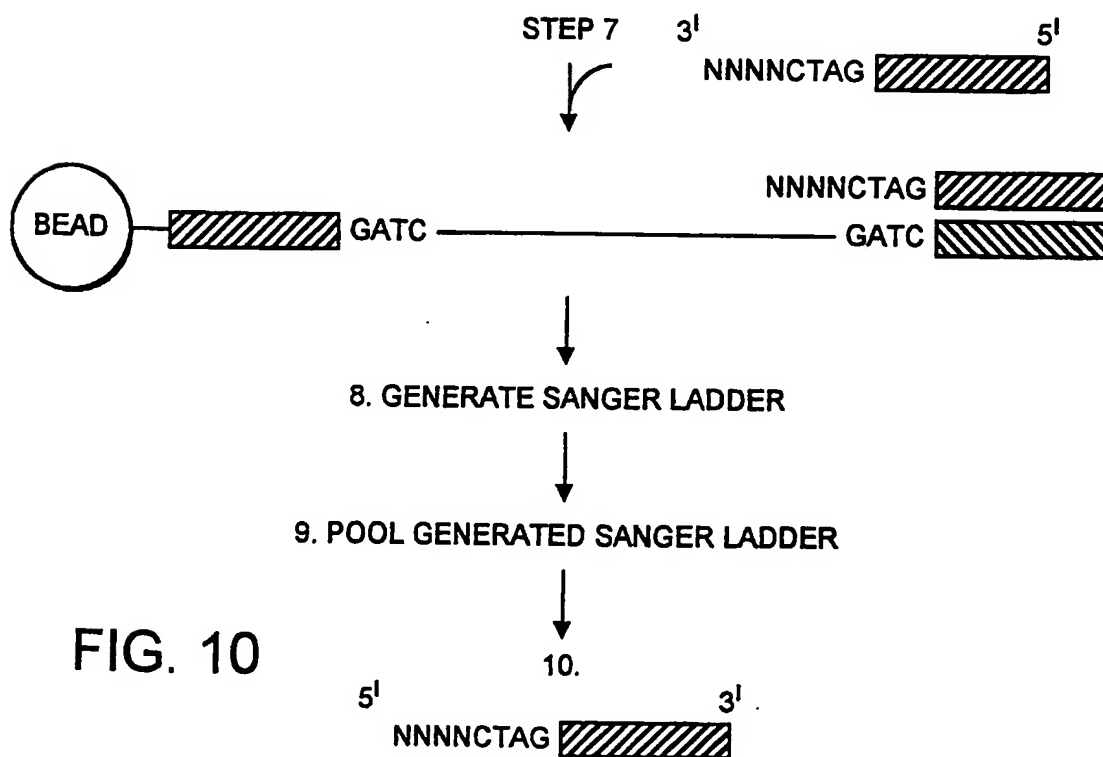 STEP 7 3' 5'
NNNNCTAG
NNNNCTAG
BEAD GATC GATC
8. GENERATE SANGER LADDER
9. POOL GENERATED SANGER LADDER
FIG. 10
10.
5' 3'
NNNNCTAG